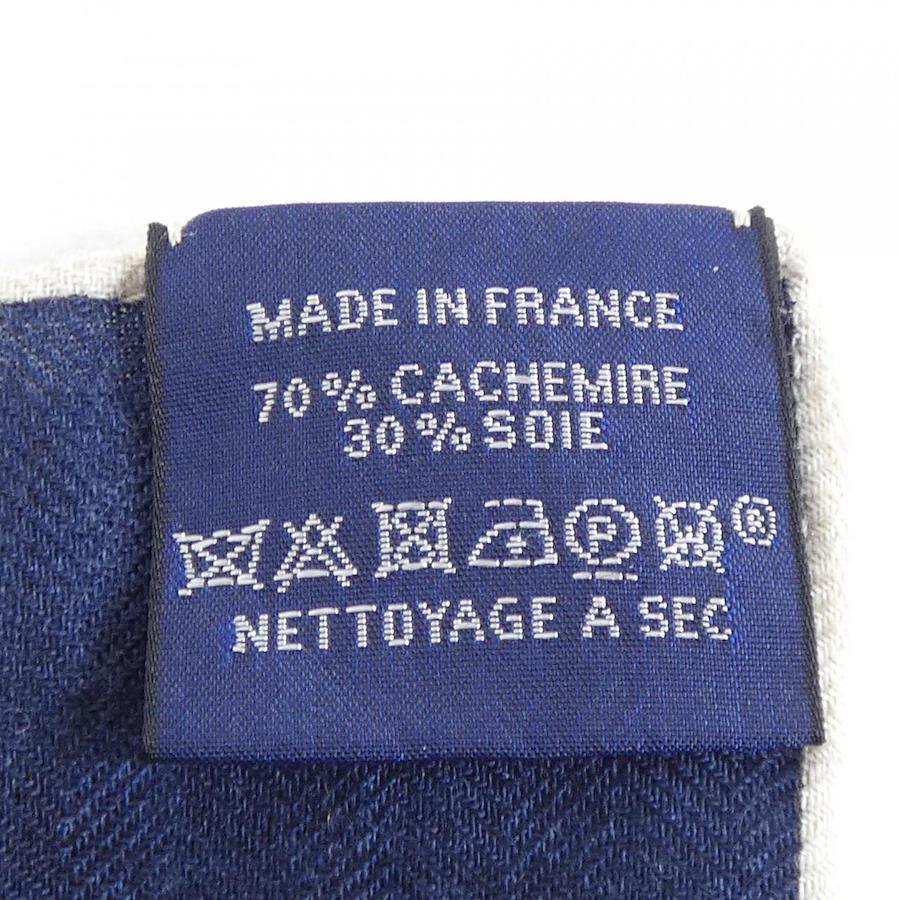 MADE IN FRANCE
70% CACHEMIRE
30% SOIE
P W ®
NETTOYAGE A SEC